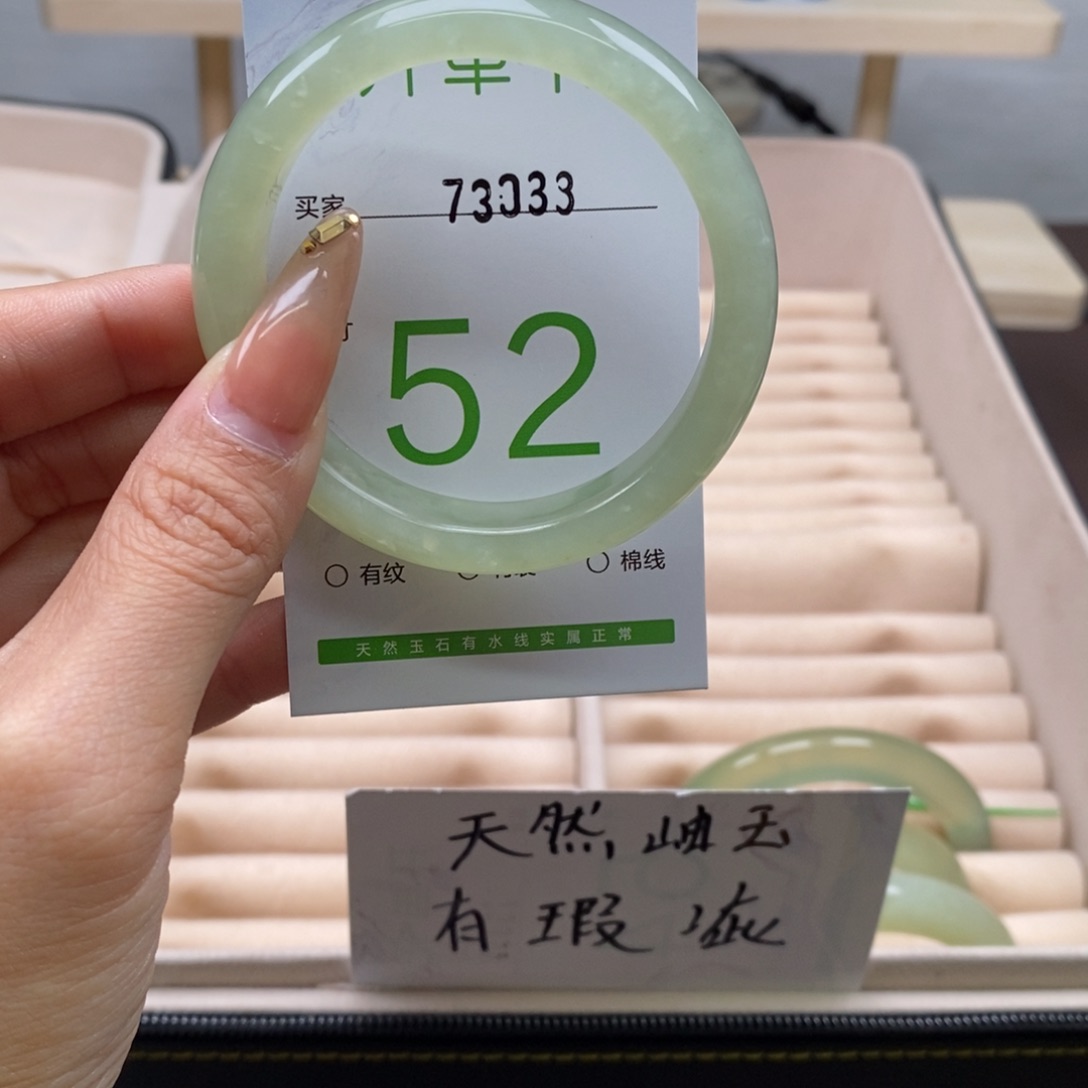 买家 73033
52
有纹 棉线
天然玉石有水线实属正常
天然岫玉
有瑕疵